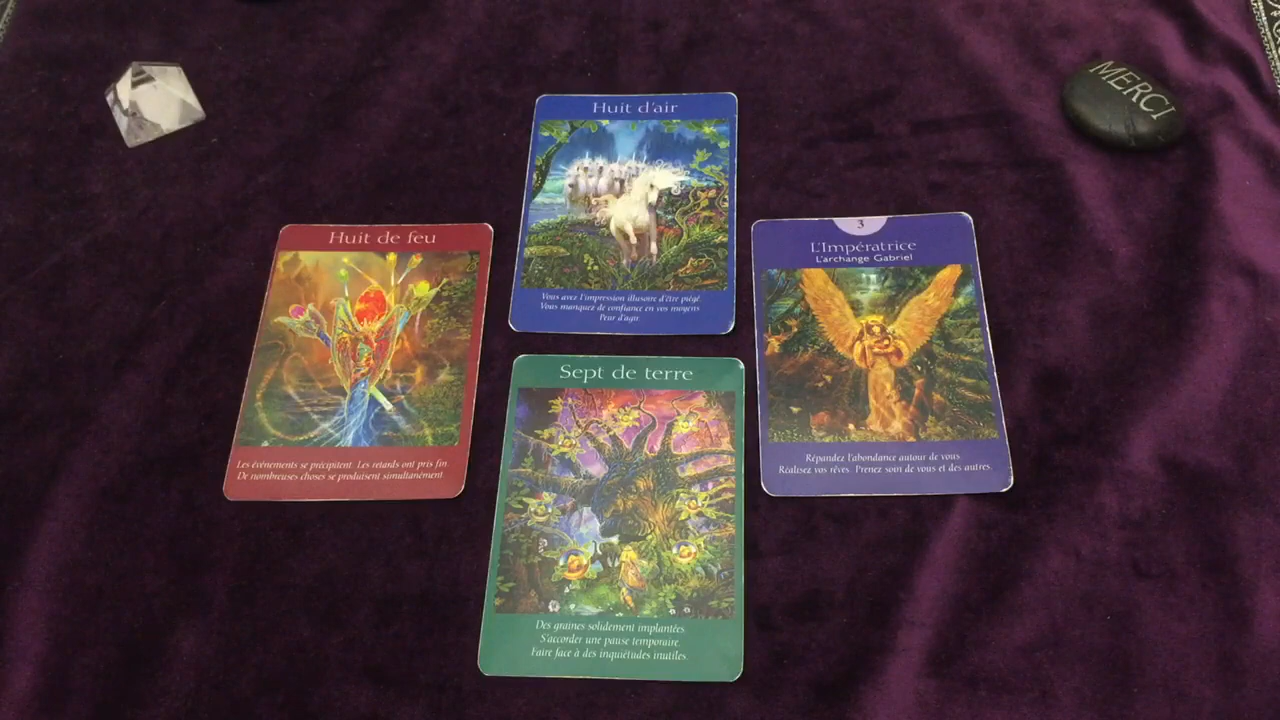 MERCI
Huit d'air
Vous avez l'impression illusoire d'être piégé.
Vous manquez de confiance en vos moyens
Peur d'agir.
Huit de feu
Les événements se précipitent. Les retards ont pris fin.
De nombreuses choses se produisent simultanément
3
L'Impératrice
L'archange Gabriel
Répandez l'abondance autour de vous.
Réalisez vos rêves. Prenez soin de vous et des autres.
Sept de terre
Des graines solidement implantées
S'accorder une pause temporaire.
Faire face à des inquiétudes inutiles.